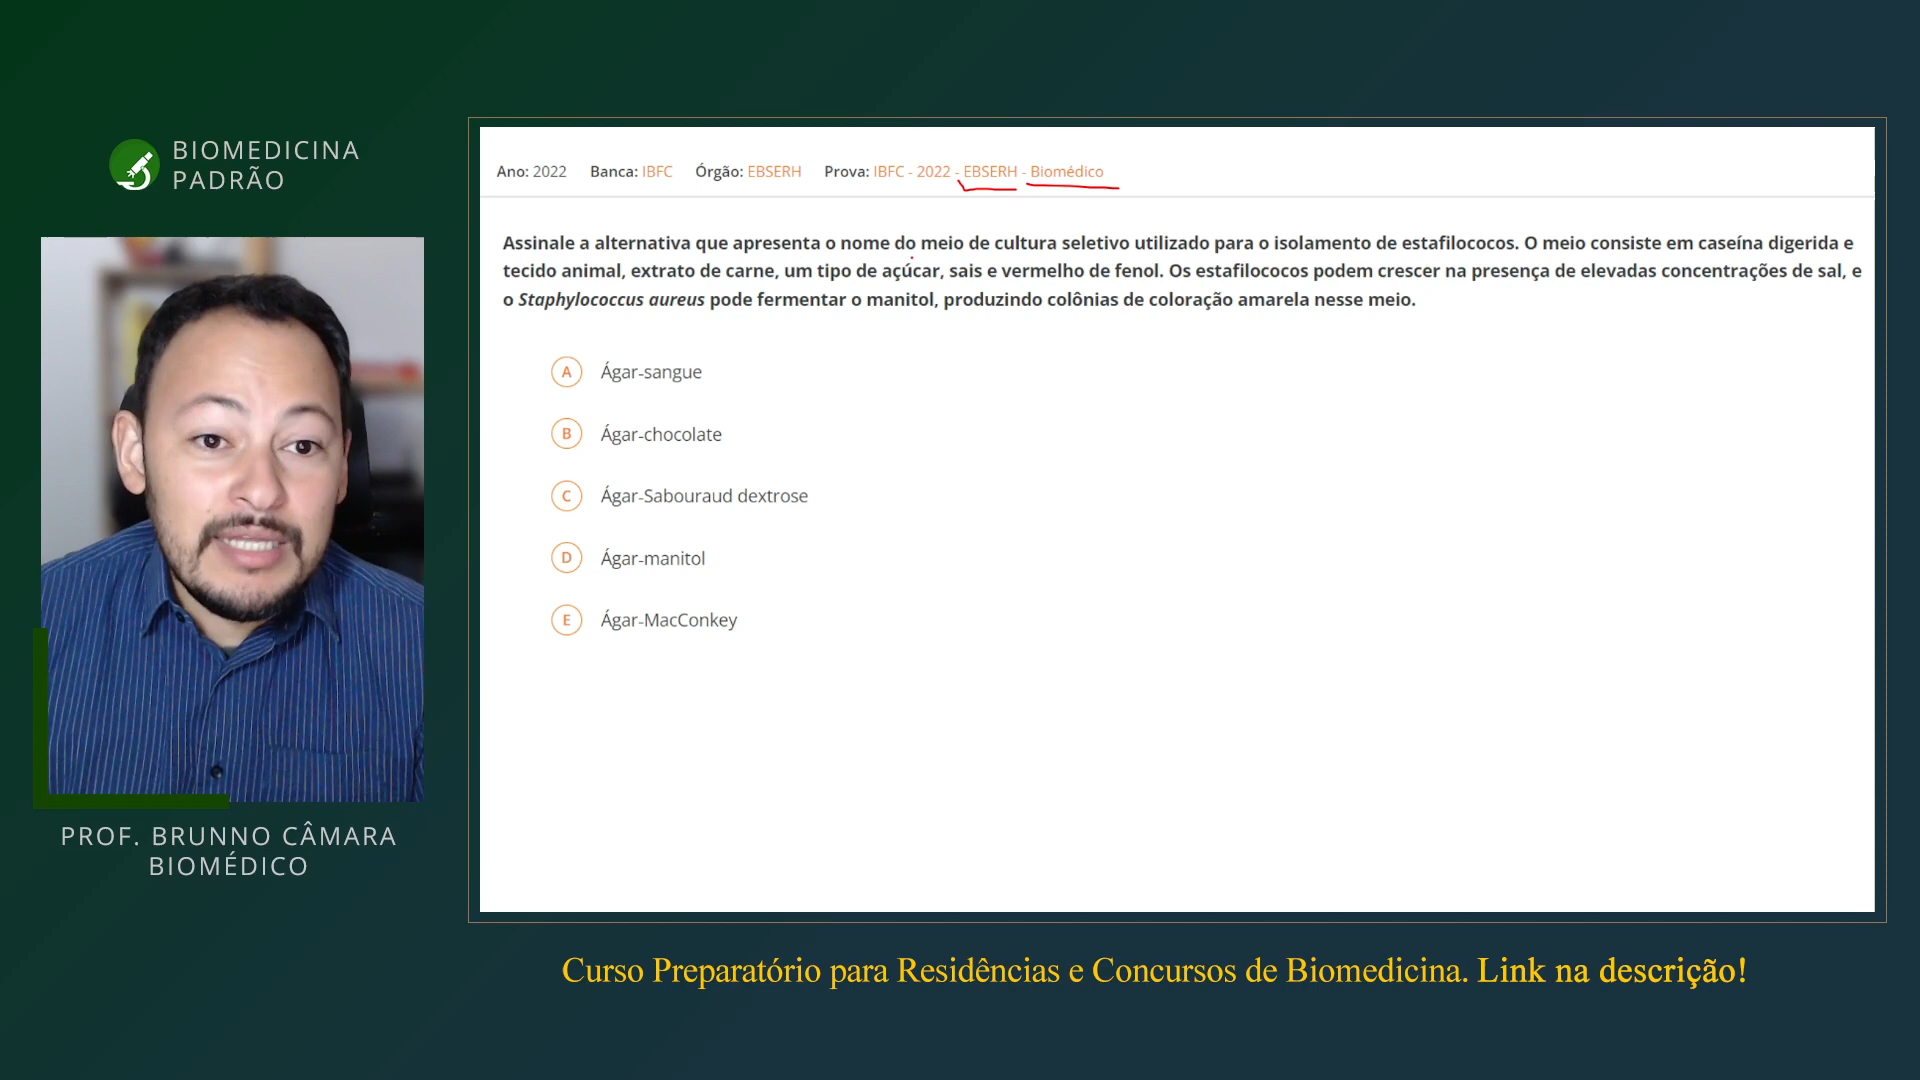 BIOMEDICINA
PADRÃO
Ano: 2022 Banca: IBFC Órgão: EBSERH Prova: IBFC - 2022 - EBSERH - Biomédico
Assinale a alternativa que apresenta o nome do meio de cultura seletivo utilizado para o isolamento de estafilococos. O meio consiste em caseína digerida e
tecido animal, extrato de carne, um tipo de açúcar, sais e vermelho de fenol. Os estafilococos podem crescer na presença de elevadas concentrações de sal, e
o Staphylococcus aureus pode fermentar o manitol, produzindo colônias de coloração amarela nesse meio.
A Ágar-sangue
B Ágar-chocolate
C Ágar-Sabouraud dextrose
D Ágar-manitol
E Ágar-MacConkey
PROF. BRUNNO CÂMARA
BIOMÉDICO
Curso Preparatório para Residências e Concursos de Biomedicina. Link na descrição!